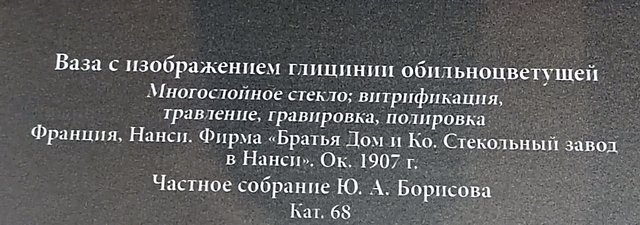 Ваза с изображением глицинии обильноцветущей
Многослойное стекло; витрификация,
травление, гравировка, полировка
Франция, Нанси. Фирма «Братья Дом и Ко. Стекольный завод
в Нанси». Ок. 1907 г.
Частное собрание Ю. А. Борисова
Кат. 68